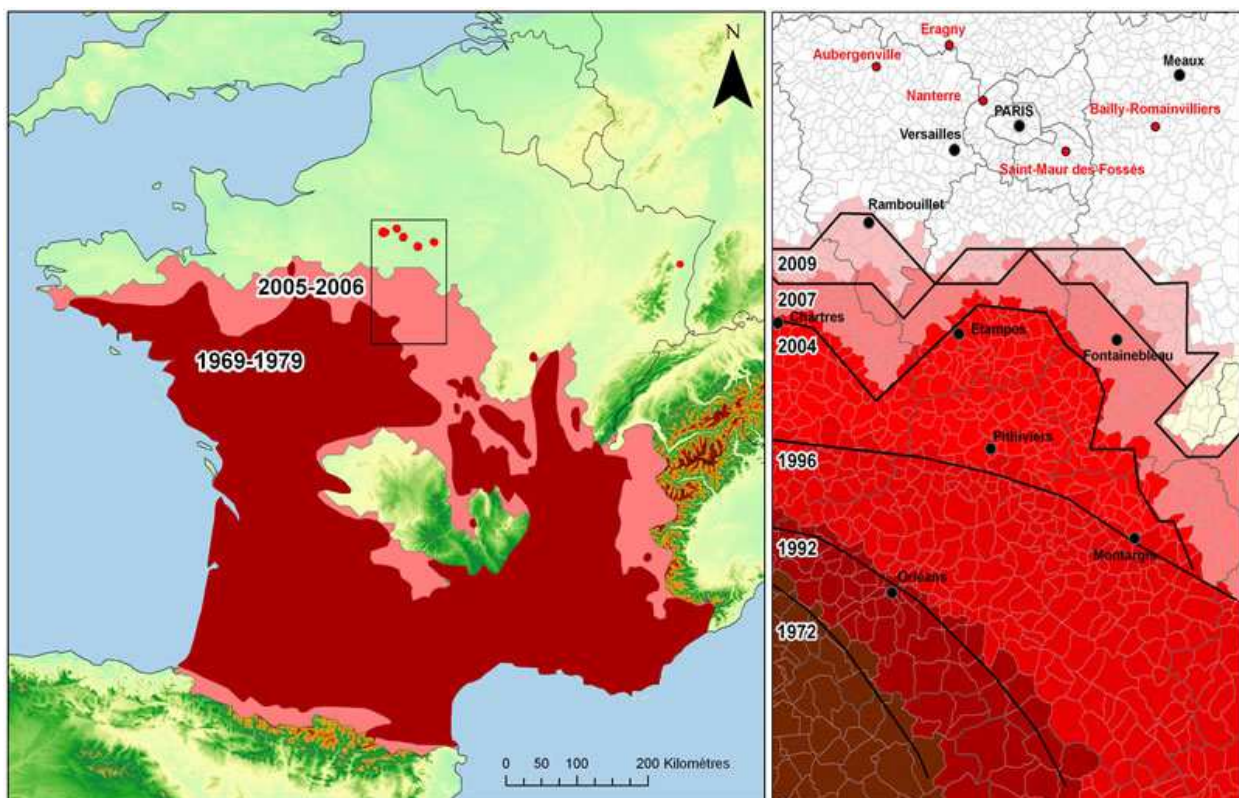 N
2005-2006
1969-1979
0 50 100 200 Kilomètres
Eragny
Aubergenville
Meaux
Nanterre
PARIS
Bailly-Romainvilliers
Versailles
Saint-Maur des Fossés
Rambouillet
2009
2007
Chartres
2004
Etampes
Fontainebleau
Pithiviers
1996
1992
Montargis
Orléans
1972